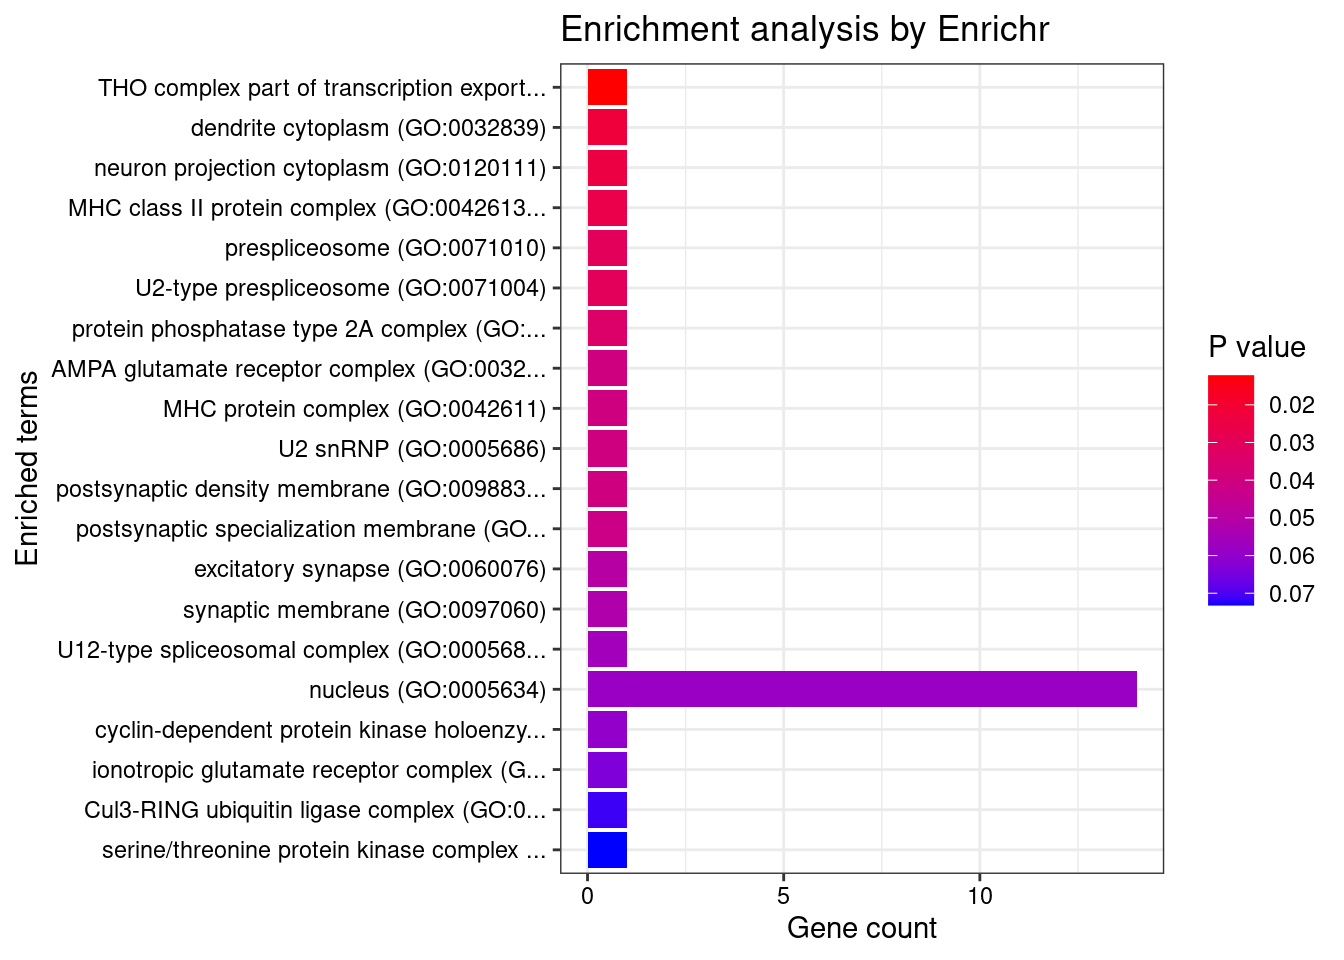 Enrichment analysis by Enrichr
THO complex part of transcription export...
dendrite cytoplasm (GO:0032839)
neuron projection cytoplasm (GO:0120111)
MHC class II protein complex (GO:0042613...
prespliceosome (GO:0071010)
U2-type prespliceosome (GO:0071004)
protein phosphatase type 2A complex (GO:...
AMPA glutamate receptor complex (GO:0032...
MHC protein complex (GO:0042611)
U2 snRNP (GO:0005686)
postsynaptic density membrane (GO:009883...
postsynaptic specialization membrane (GO...
excitatory synapse (GO:0060076)
synaptic membrane (GO:0097060)
U12-type spliceosomal complex (GO:000568...
nucleus (GO:0005634)
cyclin-dependent protein kinase holoenzy...
ionotropic glutamate receptor complex (G...
Cul3-RING ubiquitin ligase complex (GO:0...
serine/threonine protein kinase complex ...
Enriched terms
0 5 10
Gene count
P value
0.02
0.03
0.04
0.05
0.06
0.07